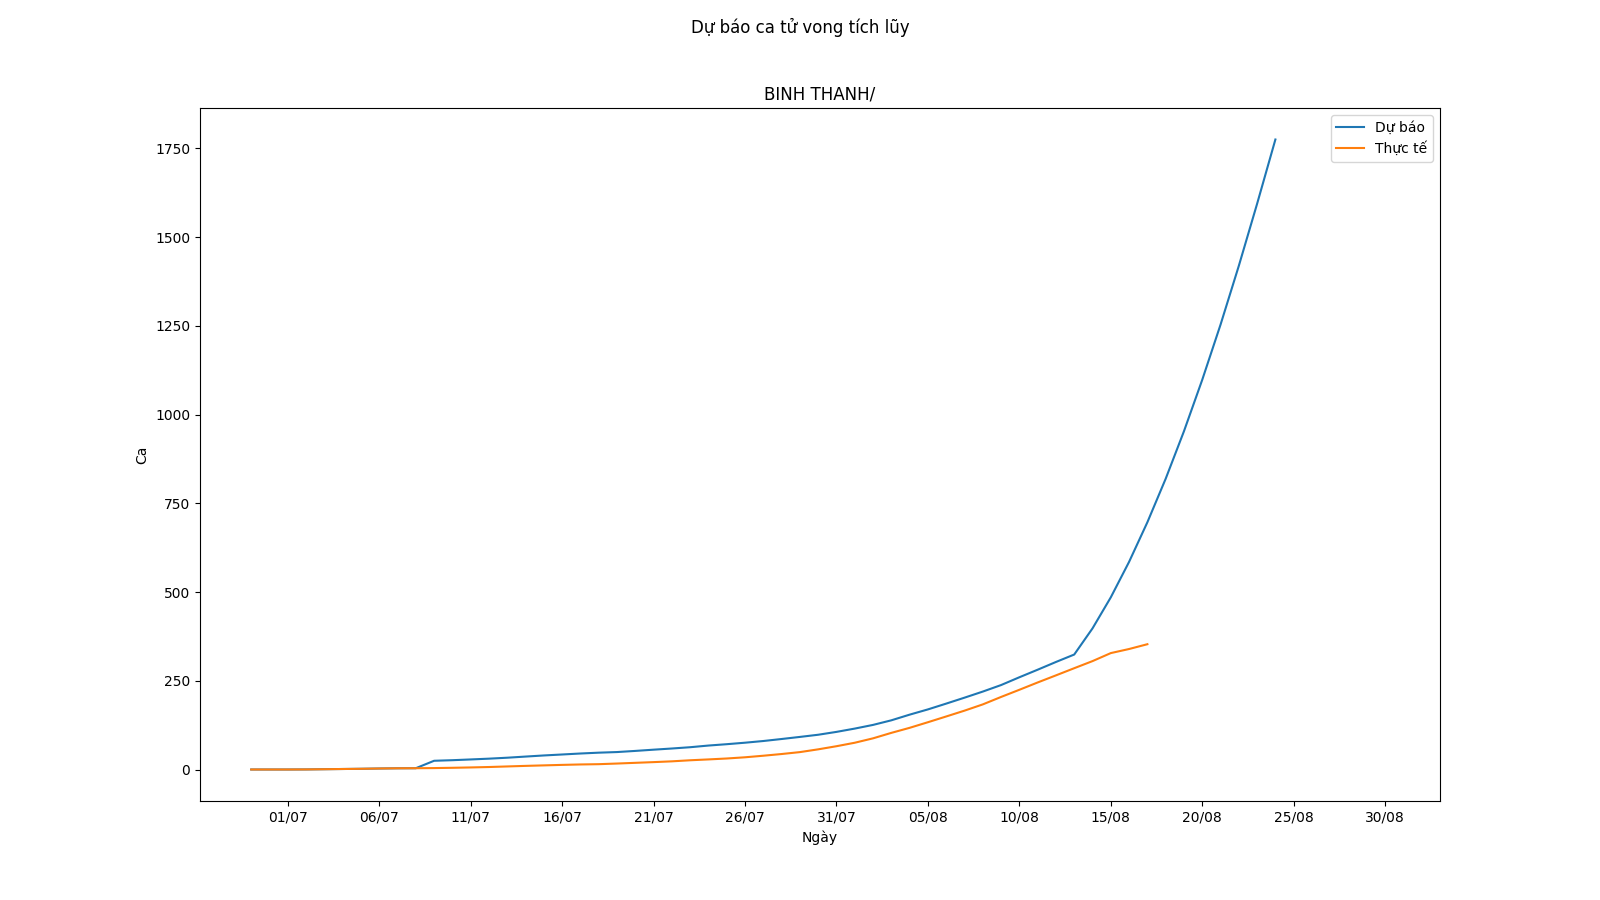 Dự báo ca tử vong tích lũy
BINH THANH/
Dự báo
Thực tế
1750
1500
1250
1000
750
500
250
0
Ca
01/07 06/07 11/07 16/07 21/07 26/07 31/07 05/08 10/08 15/08 20/08 25/08 30/08
Ngày